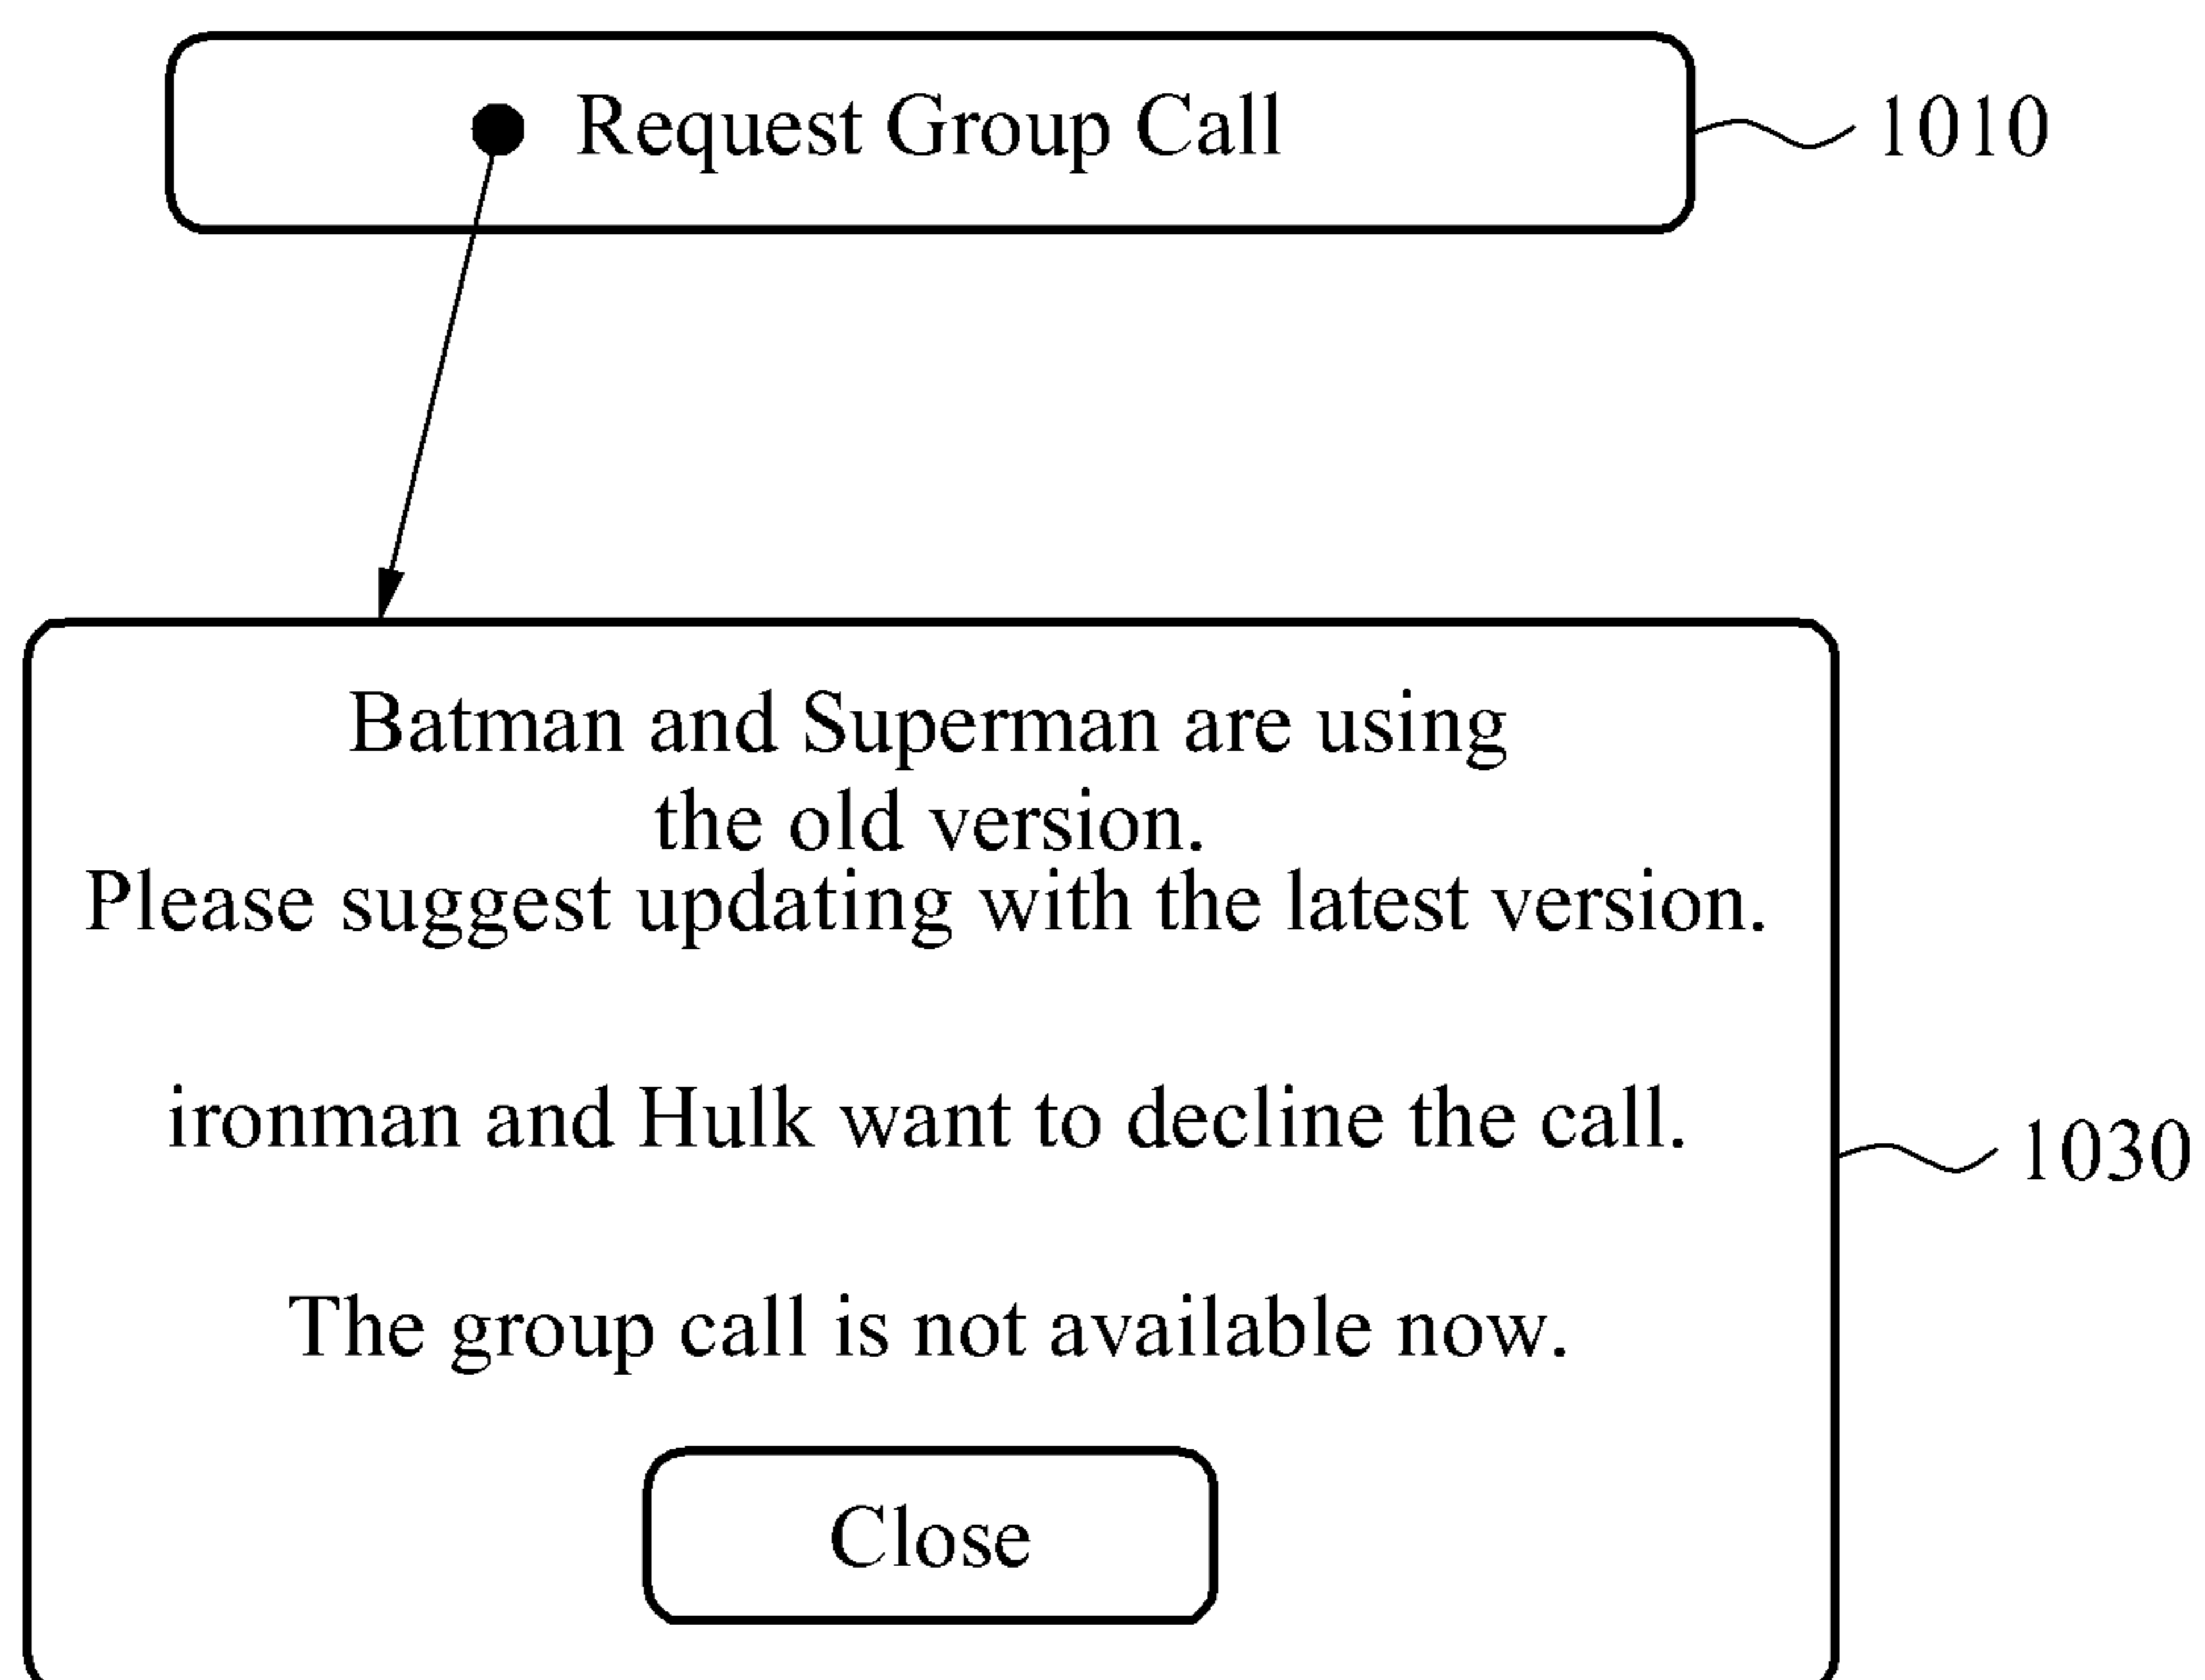 Request Group Call
1010
Batman and Superman are using
the old version.
Please suggest updating with the latest version.
ironman and Hulk want to decline the call.
1030
The group call is not available now.
Close